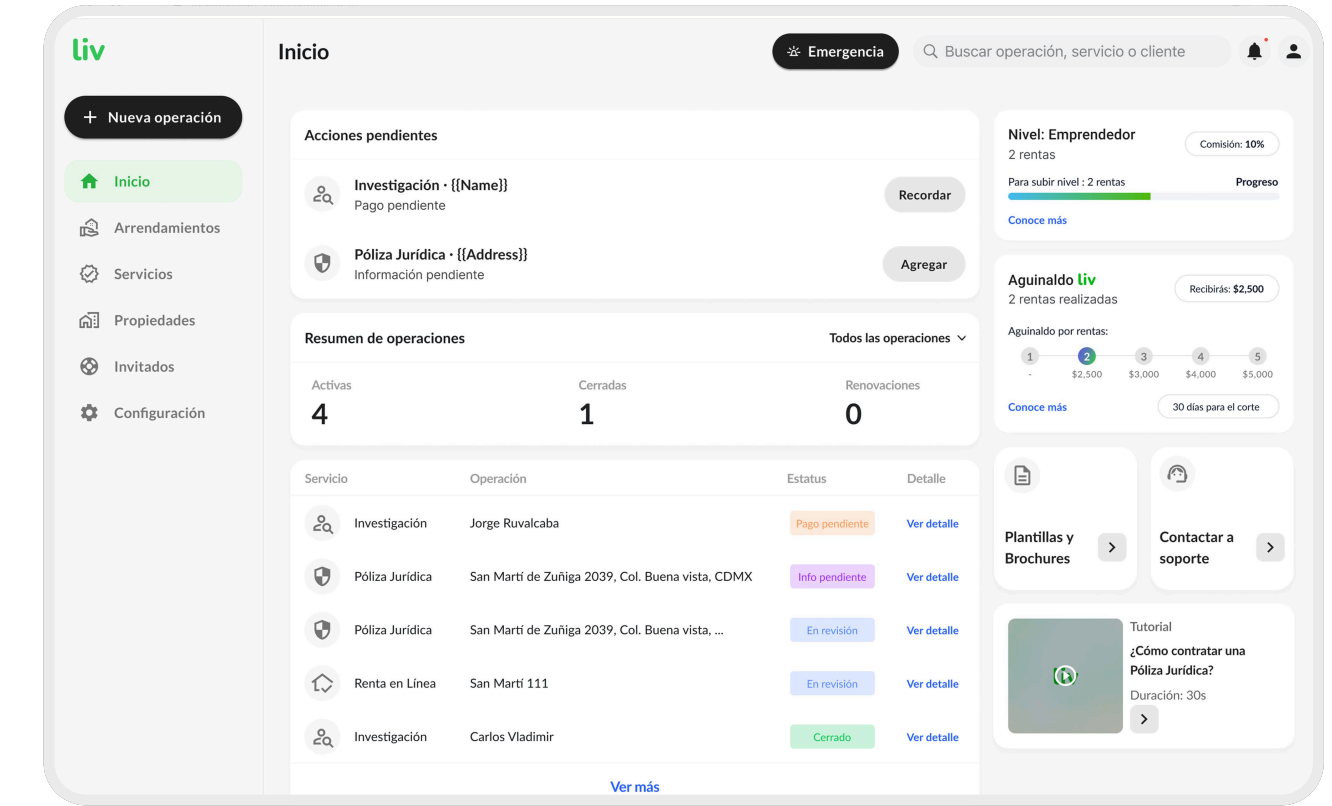 liv
Inicio
Emergencia
Buscar operación, servicio o cliente
Nueva operación
Inicio
Arrendamientos
Servicios
Propiedades
Invitados
Configuración
Acciones pendientes
Investigación · {{Name}}
Pago pendiente
Recordar
Póliza Jurídica · {{Address}}
Información pendiente
Agregar
Resumen de operaciones
Todos las operaciones
Activas
Cerradas
Renovaciones
4
1
0
Servicio
Operación
Estatus
Detalle
Investigación
Jorge Ruvalcaba
Pago pendiente
Ver detalle
Póliza Jurídica
San Martí de Zuñiga 2039, Col. Buena vista, CDMX
Info pendiente
Ver detalle
Póliza Jurídica
San Martí de Zuñiga 2039, Col. Buena vista, ...
En revisión
Ver detalle
Renta en Línea
San Martí 111
En revisión
Ver detalle
Investigación
Carlos Vladimir
Cerrado
Ver detalle
Ver más
Nivel: Emprendedor
2 rentas
Comisión: 10%
Para subir nivel : 2 rentas
Progreso
Conoce más
Aguinaldo liv
2 rentas realizadas
Recibirás: $2,500
Aguinaldo por rentas:
1
2
3
4
5
-
$2,500
$3,000
$4,000
$5,000
Conoce más
30 días para el corte
Plantillas y
Brochures
Contactar a
soporte
Tutorial
¿Cómo contratar una
Póliza Jurídica?
Duración: 30s